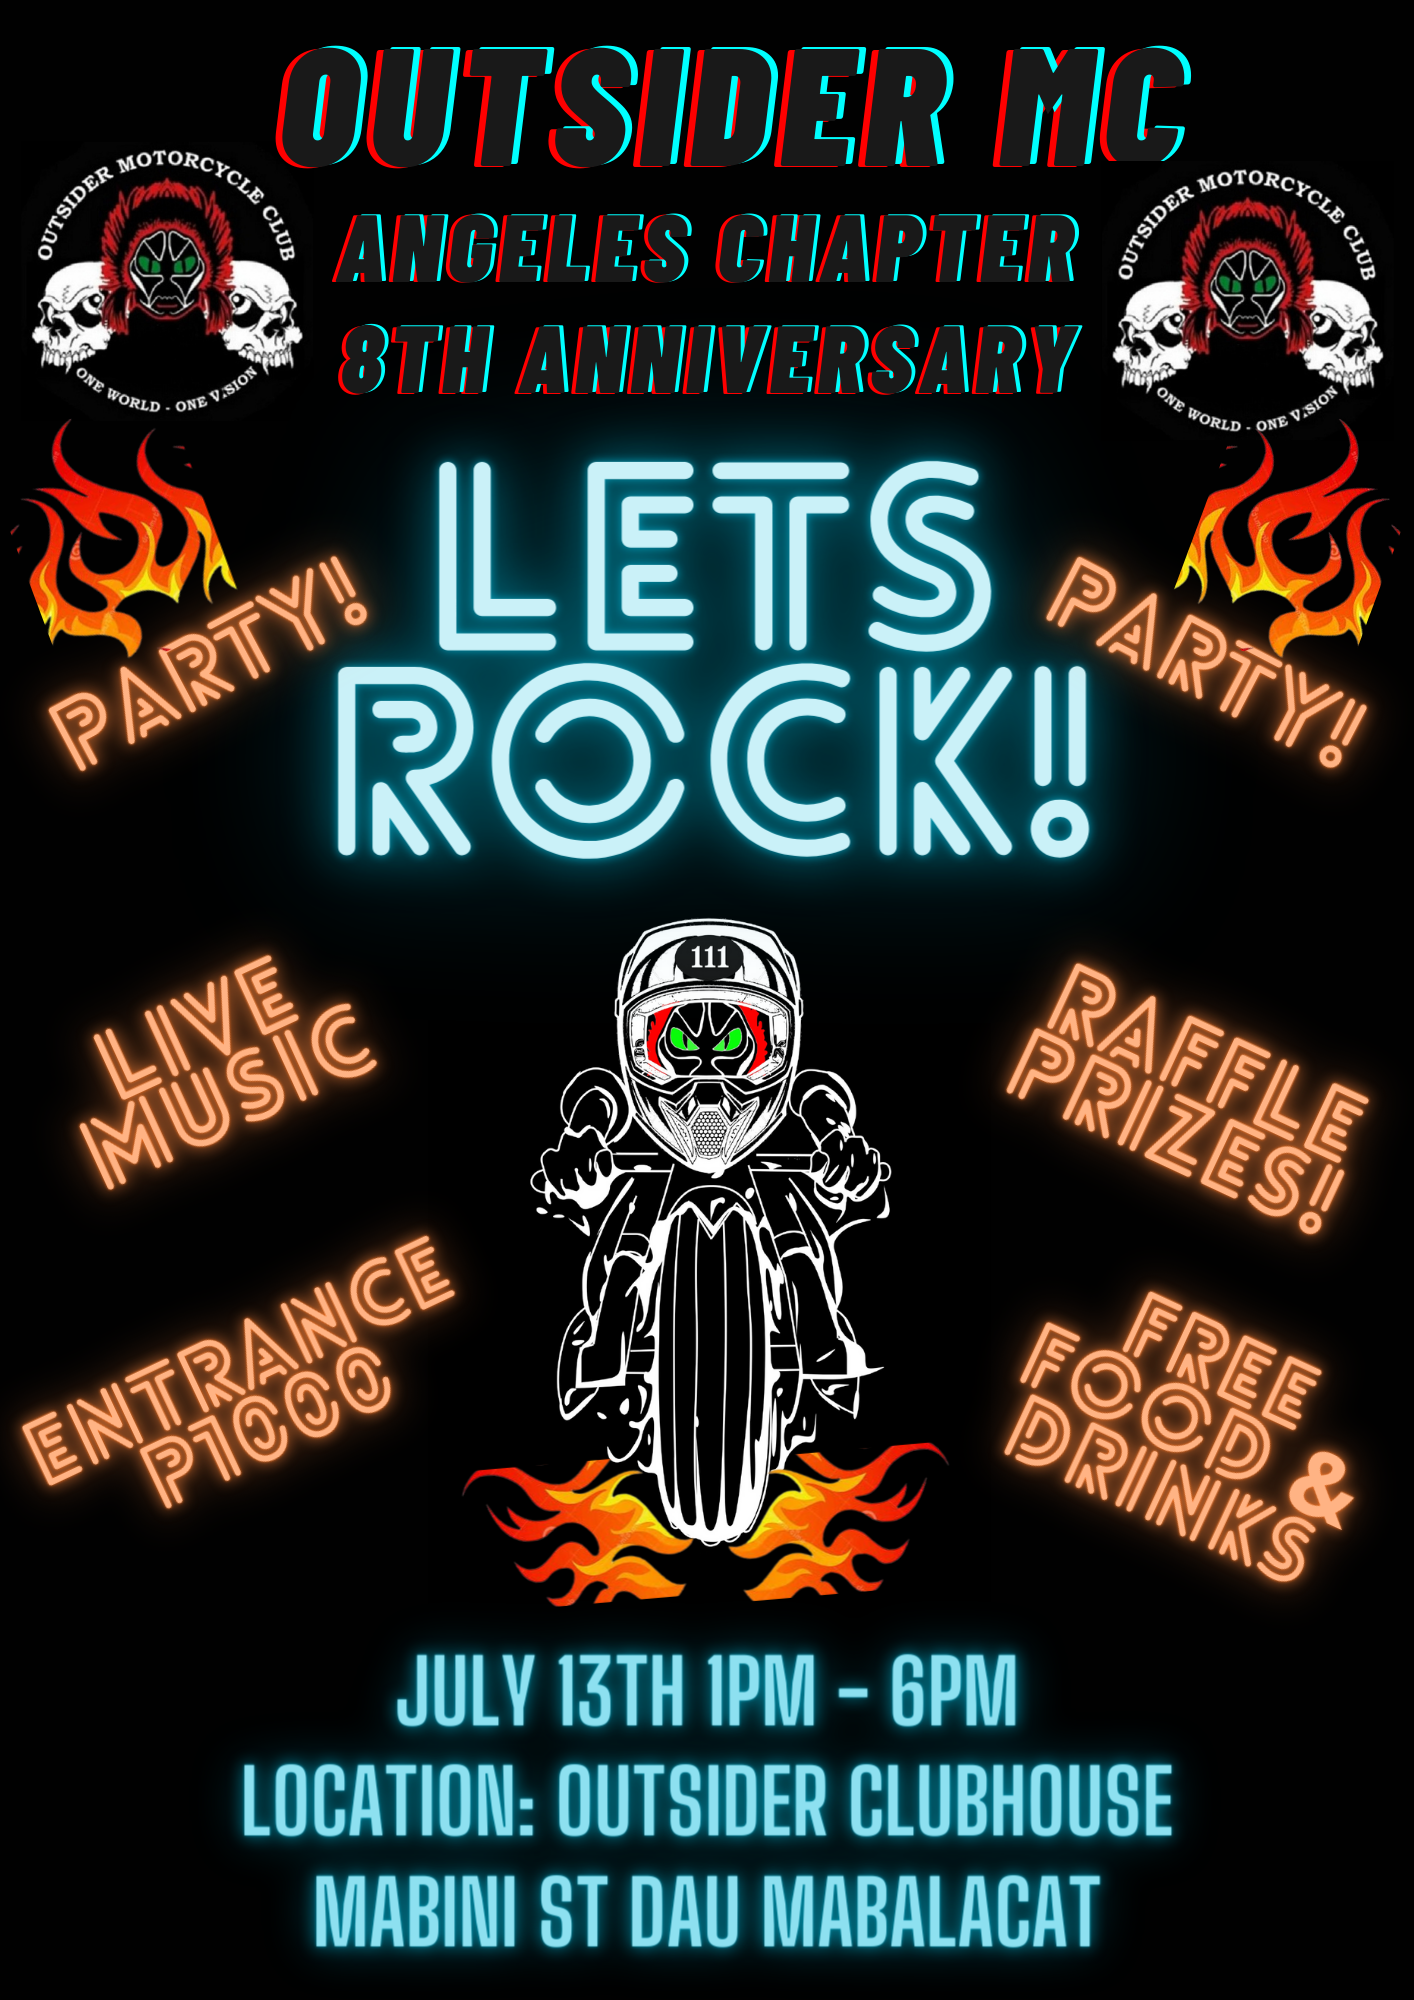 OUTSIDER MC
OUTSIDER MOTORCYCLE CLUB
ONE WORLD - ONE VISION
ANGELES CHAPTER
8TH ANNIVERSARY
OUTSIDER MOTORCYCLE CLUB
ONE WORLD - ONE VISION
PARTY!
LETS
ROCK!
PARTY!
111
LIVE
MUSIC
RAFFLE
PRIZES!
ENTRANCE
P1000
FREE
FOOD &
DRINKS
JULY 13TH 1PM - 6PM
LOCATION: OUTSIDER CLUBHOUSE
MABINI ST DAU MABALACAT